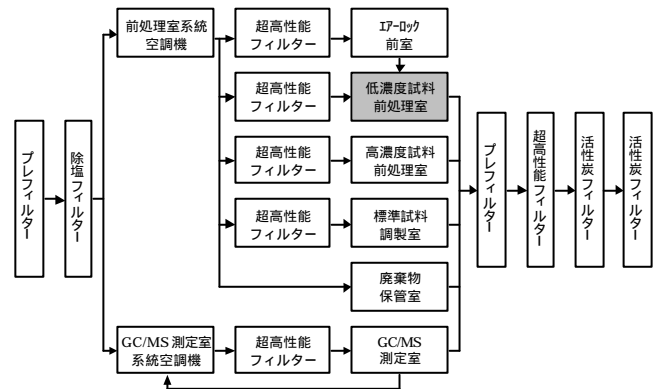 プレフィルター
除塩フィルター
前処理室系統
空調機
超高性能
フィルター
エアーロック
前室
超高性能
フィルター
低濃度試料
前処理室
超高性能
フィルター
高濃度試料
前処理室
超高性能
フィルター
標準試料
調製室
廃棄物
保管室
GC/MS 測定室
系統空調機
超高性能
フィルター
GC/MS
測定室
プレフィルター
超高性能フィルター
活性炭フィルター
活性炭フィルター